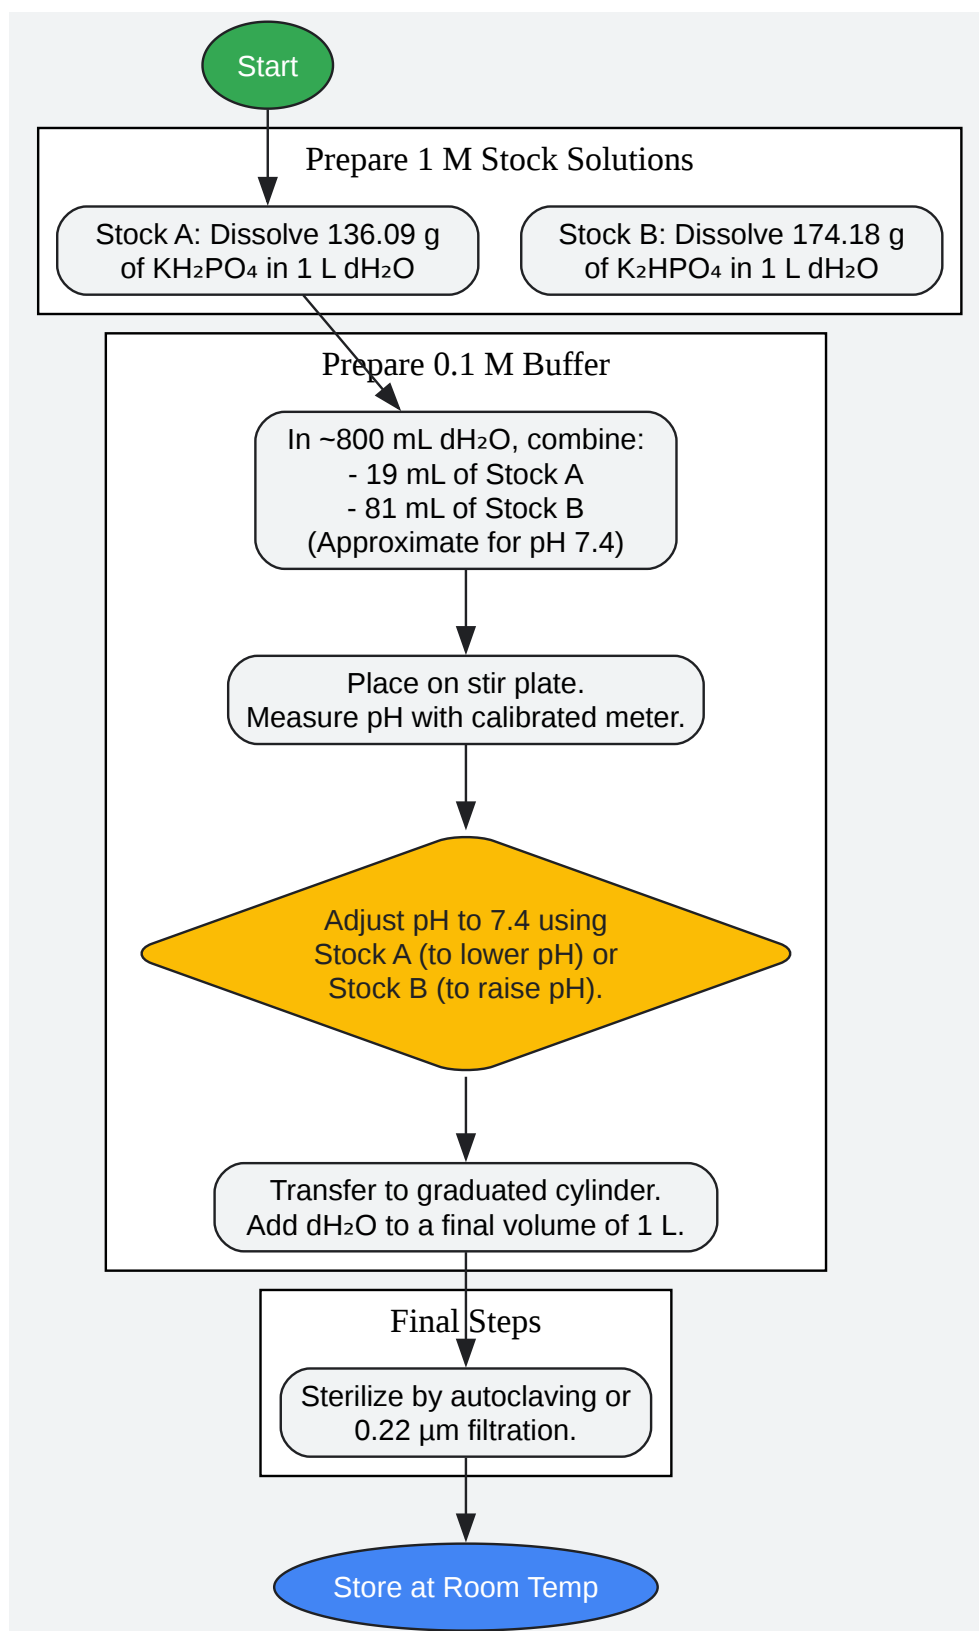 Start
Prepare 1 M Stock Solutions
Stock A: Dissolve 136.09 g
of KH₂PO₄ in 1 L dH₂O
Stock B: Dissolve 174.18 g
of K₂HPO₄ in 1 L dH₂O
Prepare 0.1 M Buffer
In ~800 mL dH₂O, combine:
- 19 mL of Stock A
- 81 mL of Stock B
(Approximate for pH 7.4)
Place on stir plate.
Measure pH with calibrated meter.
Adjust pH to 7.4 using
Stock A (to lower pH) or
Stock B (to raise pH).
Transfer to graduated cylinder.
Add dH₂O to a final volume of 1 L.
Final Steps
Sterilize by autoclaving or
0.22 µm filtration.
Store at Room Temp